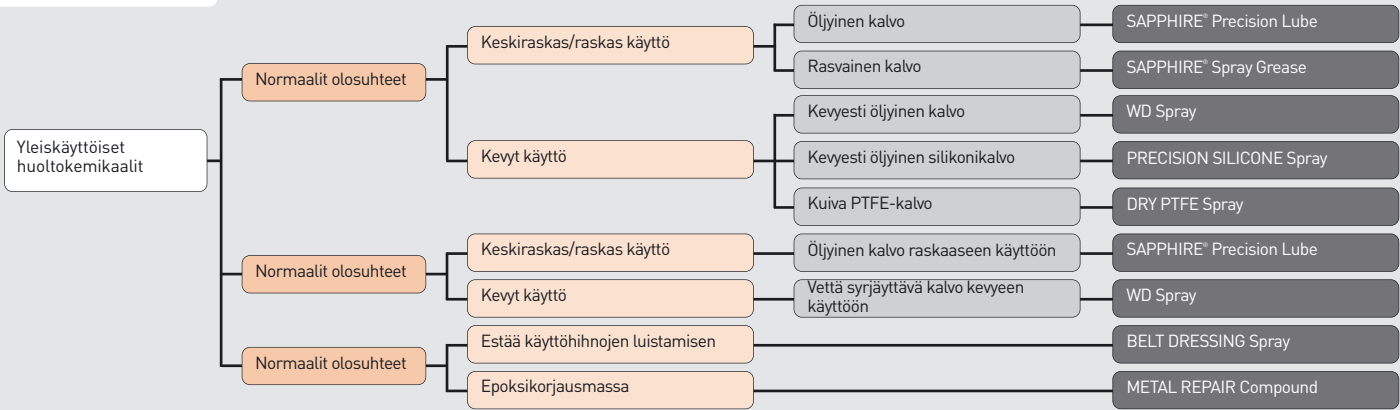 Yleiskäyttöiset
huoltokemikaalit
Normaalit olosuhteet
Keskiraskas/raskas käyttö
Öljyinen kalvo
SAPPHIRE® Precision Lube
Rasvainen kalvo
SAPPHIRE® Spray Grease
Kevyt käyttö
Kevyesti öljyinen kalvo
WD Spray
Kevyesti öljyinen silikonikalvo
PRECISION SILICONE Spray
Kuiva PTFE-kalvo
DRY PTFE Spray
Normaalit olosuhteet
Keskiraskas/raskas käyttö
Öljyinen kalvo raskaaseen käyttöön
SAPPHIRE® Precision Lube
Kevyt käyttö
Vettä syrjäyttävä kalvo kevyeen
käyttöön
WD Spray
Normaalit olosuhteet
Estää käyttöhihnojen luistamisen
BELT DRESSING Spray
Epoksikorjausmassa
METAL REPAIR Compound